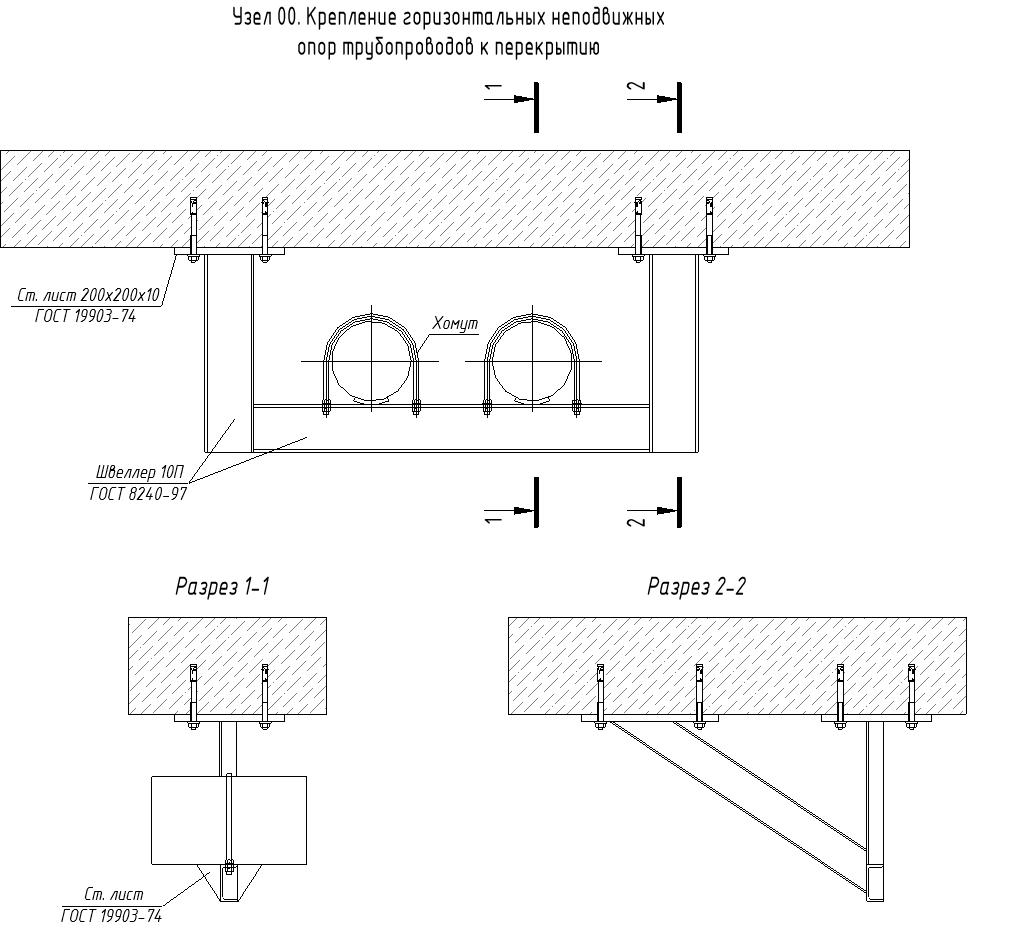 Узел 00. Крепление горизонтальных неподвижных
опор трубопроводов к перекрытию
1
2
Ст. лист 200х200х10
ГОСТ 19903-74
Хомут
Швеллер 10П
ГОСТ 8240-97
1
2
Разрез 1-1
Разрез 2-2
Ст. лист
ГОСТ 19903-74